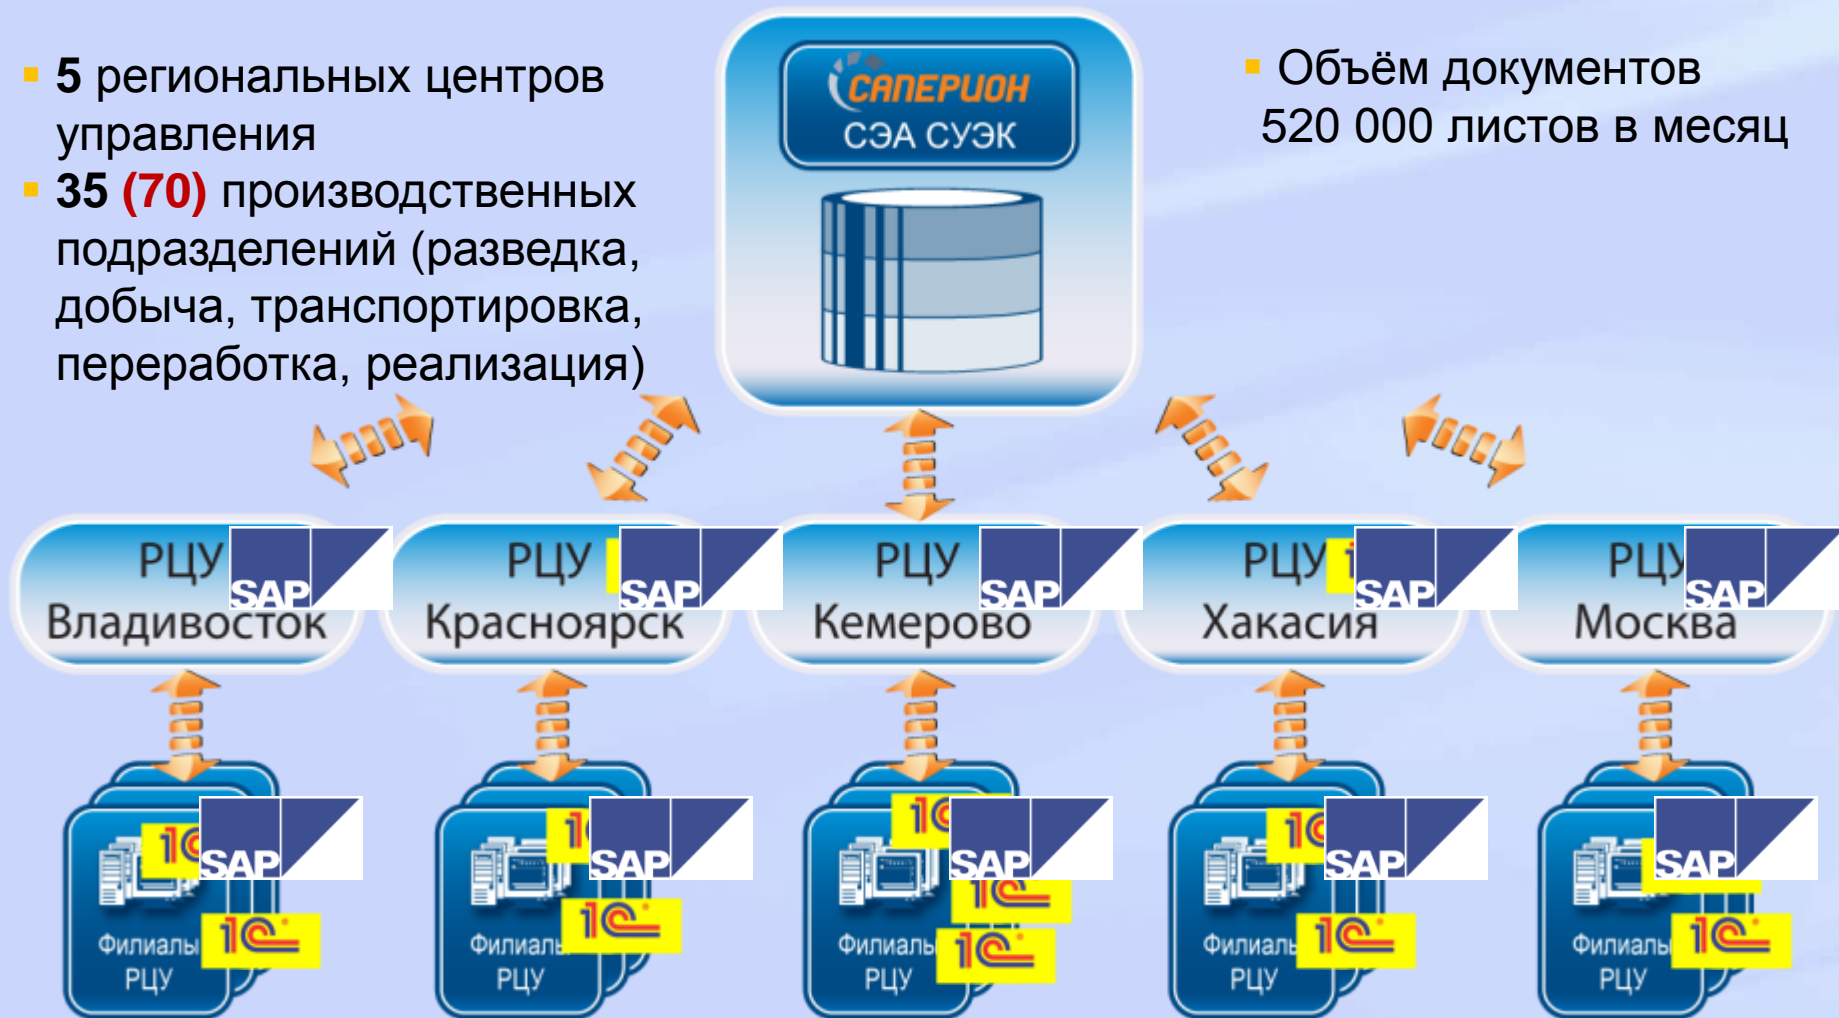 5 региональных центров
управления
35 (70) производственных
подразделений (разведка,
добыча, транспортировка,
переработка, реализация)
САПЕРИОН
СЭА СУЭК
Объём документов
520 000 листов в месяц
РЦУ
SAP
Владивосток
РЦУ
SAP
Красноярск
РЦУ
SAP
Кемерово
РЦУ
SAP
Хакасия
РЦУ
SAP
Москва
1С
SAP
1С
Филиалы
РЦУ
1С
SAP
1С
Филиалы
РЦУ
1С
SAP
1С
1С
Филиалы
РЦУ
1С
SAP
1С
Филиалы
РЦУ
SAP
1С
Филиалы
РЦУ